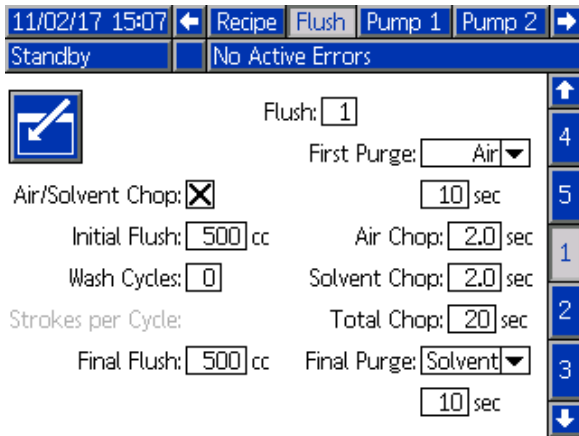 11/02/17 15:07 Recipe Flush Pump 1 Pump 2
Standby No Active Errors
Flush: 1
4
First Purge: Air
Air/Solvent Chop: 10 sec
5
Initial Flush: 500 cc Air Chop: 2.0 sec
1
Wash Cycles: 0 Solvent Chop: 2.0 sec
Strokes per Cycle: Total Chop: 20 sec
2
Final Flush: 500 cc Final Purge: Solvent
3
10 sec